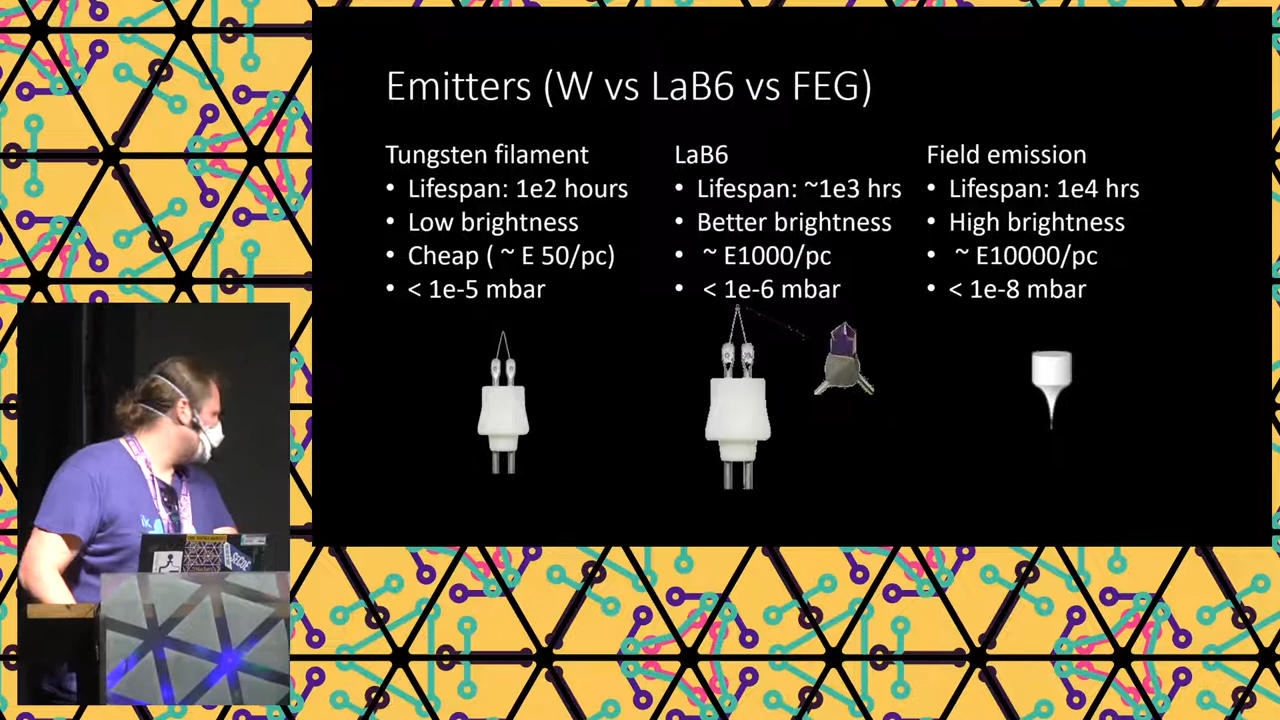 Emitters (W vs LaB6 vs FEG)
Tungsten filament
• Lifespan: 1e2 hours
• Low brightness
• Cheap ( ~ E 50/pc)
• < 1e-5 mbar
LaB6
• Lifespan: ~1e3 hrs
• Better brightness
• ~ E1000/pc
• < 1e-6 mbar
Field emission
• Lifespan: 1e4 hrs
• High brightness
• ~ E10000/pc
• < 1e-8 mbar